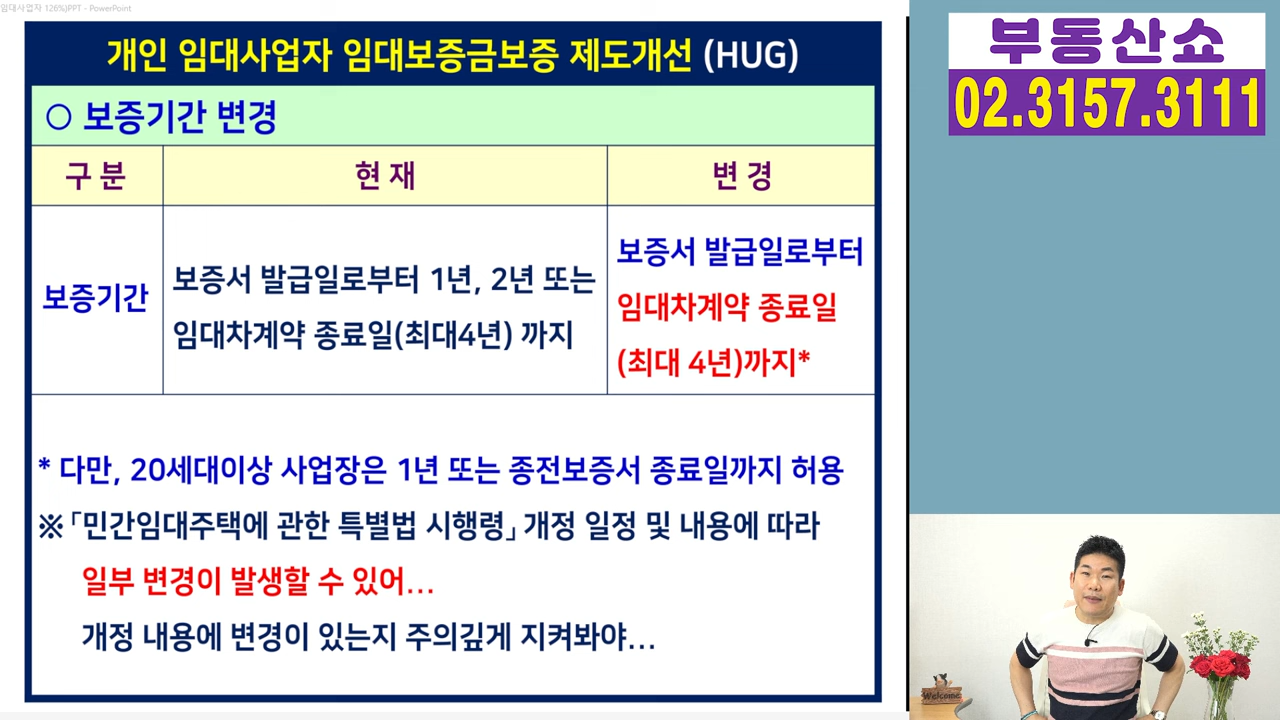 임대사업자 126%)PPT - PowerPoint
개인 임대사업자 임대보증금보증 제도개선 (HUG)
○ 보증기간 변경
구 분
현 재
변 경
보증기간
보증서 발급일로부터 1년, 2년 또는
임대차계약 종료일(최대4년) 까지
보증서 발급일로부터
임대차계약 종료일
(최대 4년)까지*
* 다만, 20세대이상 사업장은 1년 또는 종전보증서 종료일까지 허용
※「민간임대주택에 관한 특별법 시행령」개정 일정 및 내용에 따라
일부 변경이 발생할 수 있어...
개정 내용에 변경이 있는지 주의깊게 지켜봐야...
부동산쇼
02.3157.3111
Welcome